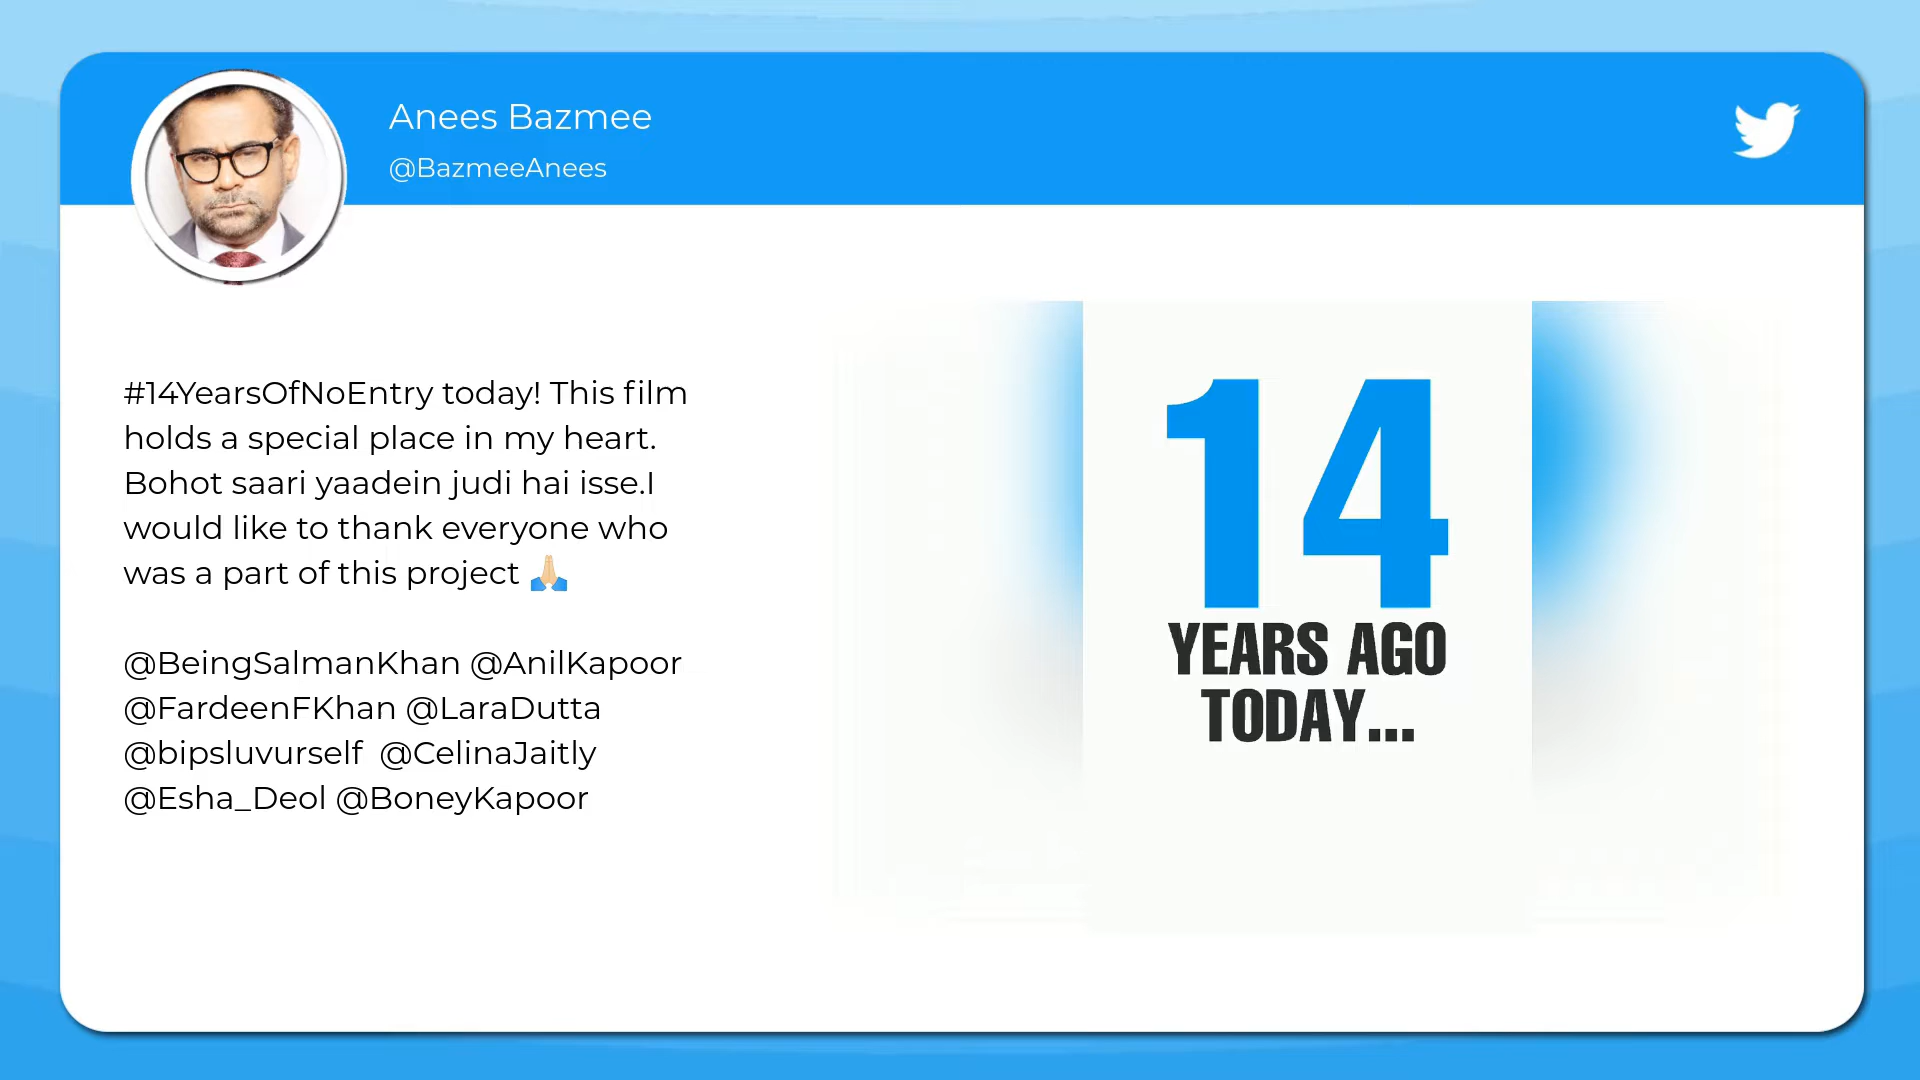 Anees Bazmee
@BazmeeAnees
#14YearsOfNoEntry today! This film
holds a special place in my heart.
Bohot saari yaadein judi hai isse.I
would like to thank everyone who
was a part of this project 🙏🏼
@BeingSalmanKhan @AnilKapoor
@FardeenFKhan @LaraDutta
@bipsluvurself  @CelinaJaitly
@Esha_Deol @BoneyKapoor
14
YEARS AGO
TODAY...